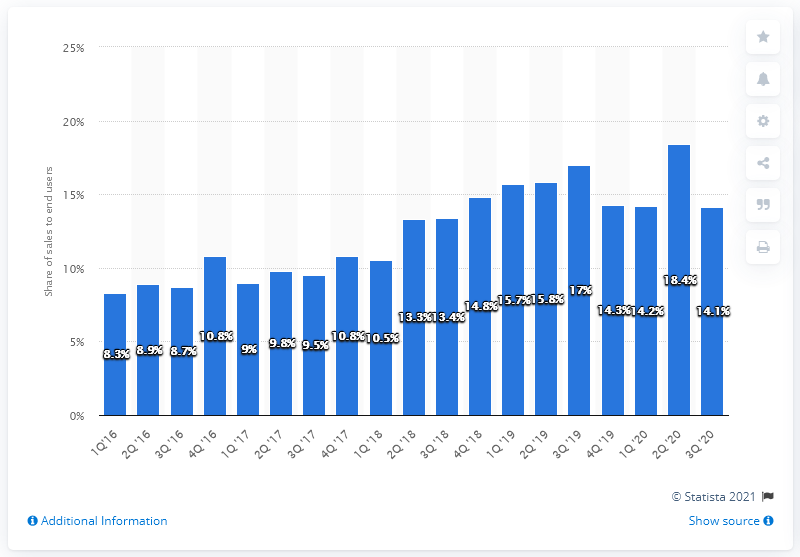 25%
20%
15%
10%
5%
0%
Share of sales to end users
8.3%
8.9%
8.7%
10.8%
9%
9.8%
9.5%
10.8%
10.5%
13.3%
13.4%
14.8%
15.7%
15.8%
17%
14.3%
14.2%
18.4%
14.1%
1Q'16
2Q'16
3Q'16
4Q'16
1Q'17
2Q'17
3Q'17
4Q'17
1Q'18
2Q'18
3Q'18
4Q'18
1Q'19
2Q'19
3Q'19
4Q'19
1Q'20
2Q'20
3Q'20
© Statista 2021
Additional Information
Show source